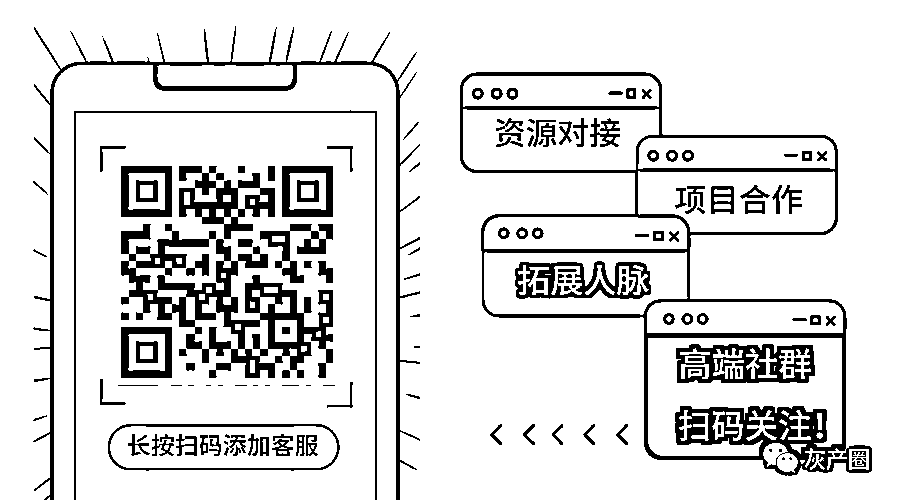 长按扫码添加客服
资源对接
项目合作
拓展人脉
高端社群
扫码关注!
灰产圈